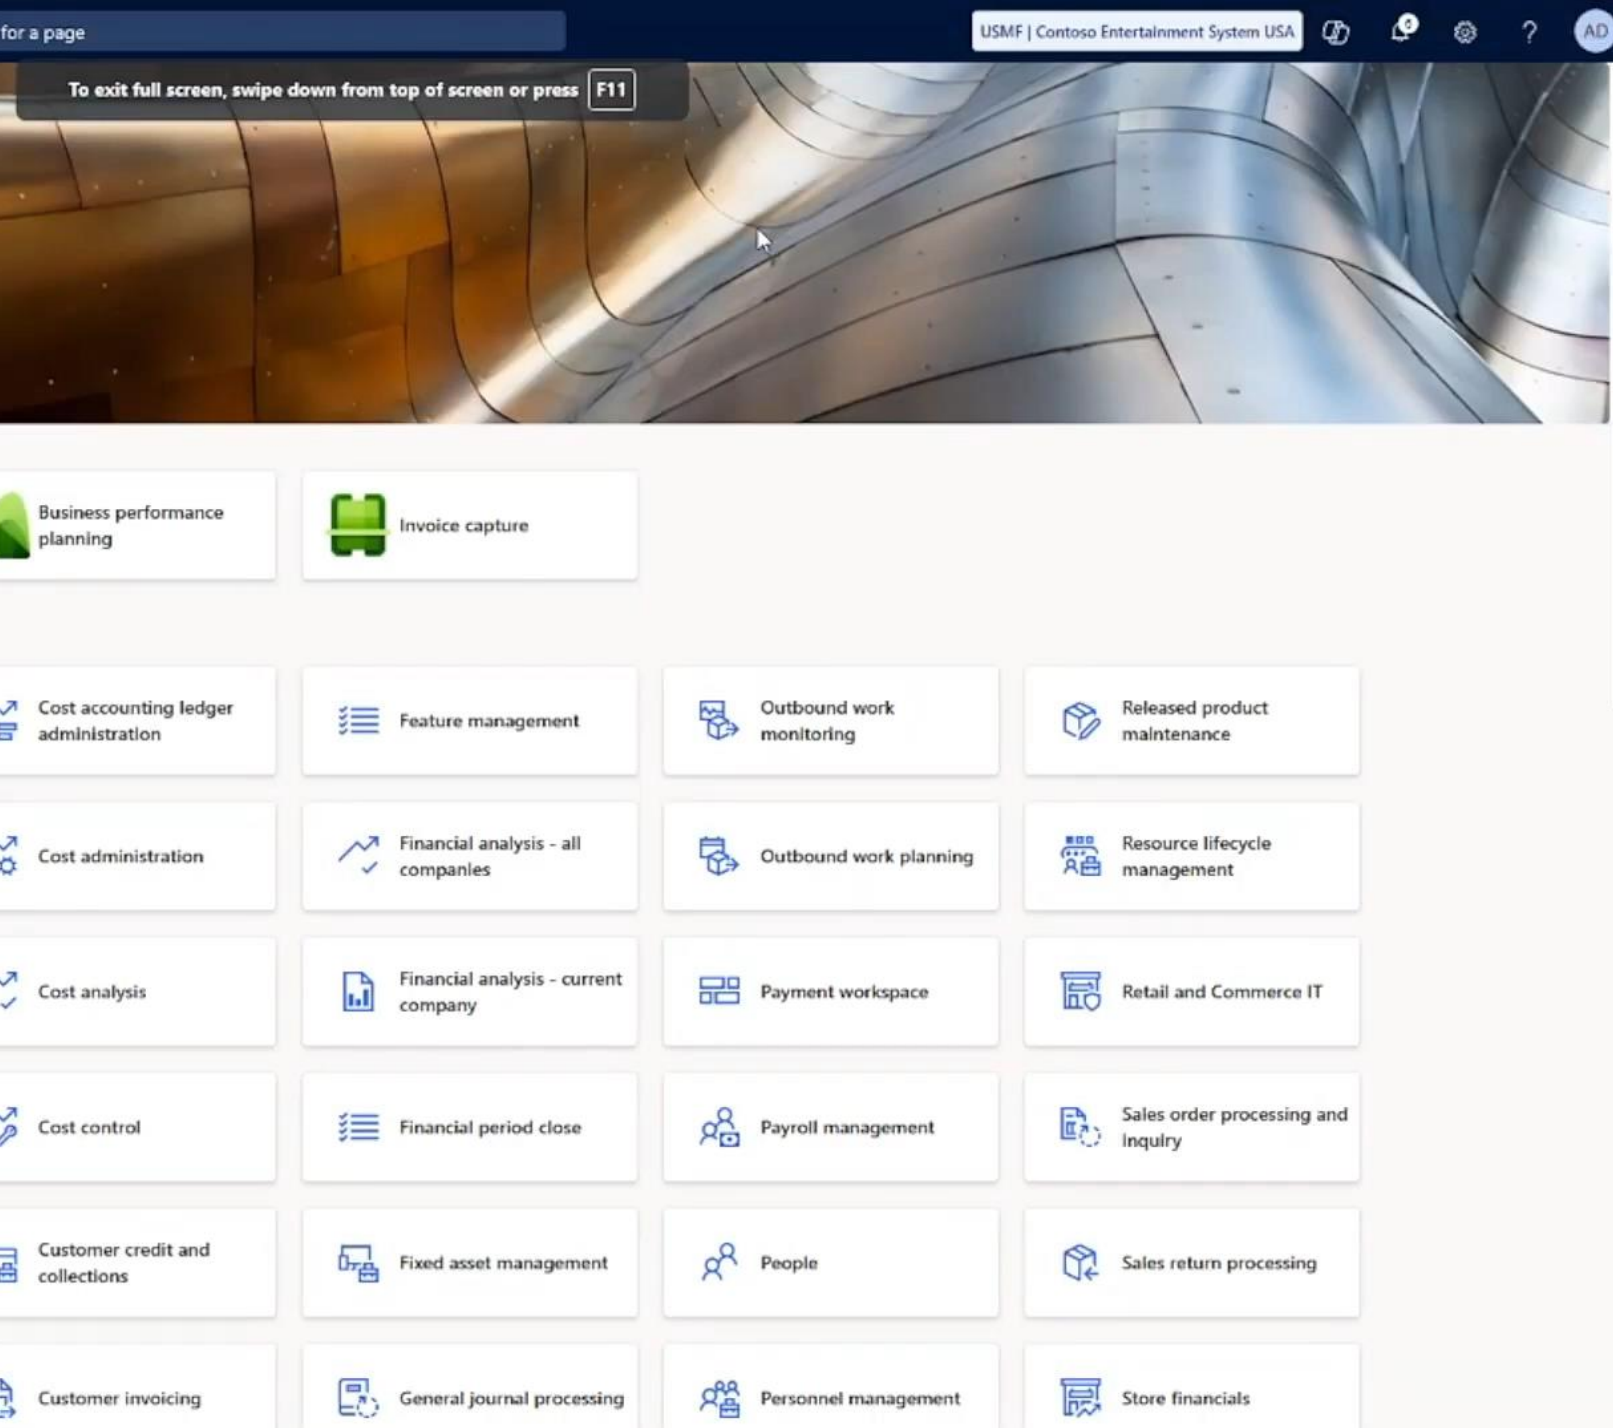 for a page
USMF | Contoso Entertainment System USA
0
?
AD
To exit full screen, swipe down from top of screen or press F11
Business performance
planning
Invoice capture
Cost accounting ledger
administration
Feature management
Outbound work
monitoring
Released product
maintenance
Cost administration
Financial analysis - all
companies
Outbound work planning
Resource lifecycle
management
Cost analysis
Financial analysis - current
company
Payment workspace
Retail and Commerce IT
Cost control
Financial period close
Payroll management
Sales order processing and
inquiry
Customer credit and
collections
Fixed asset management
People
Sales return processing
Customer invoicing
General journal processing
Personnel management
Store financials